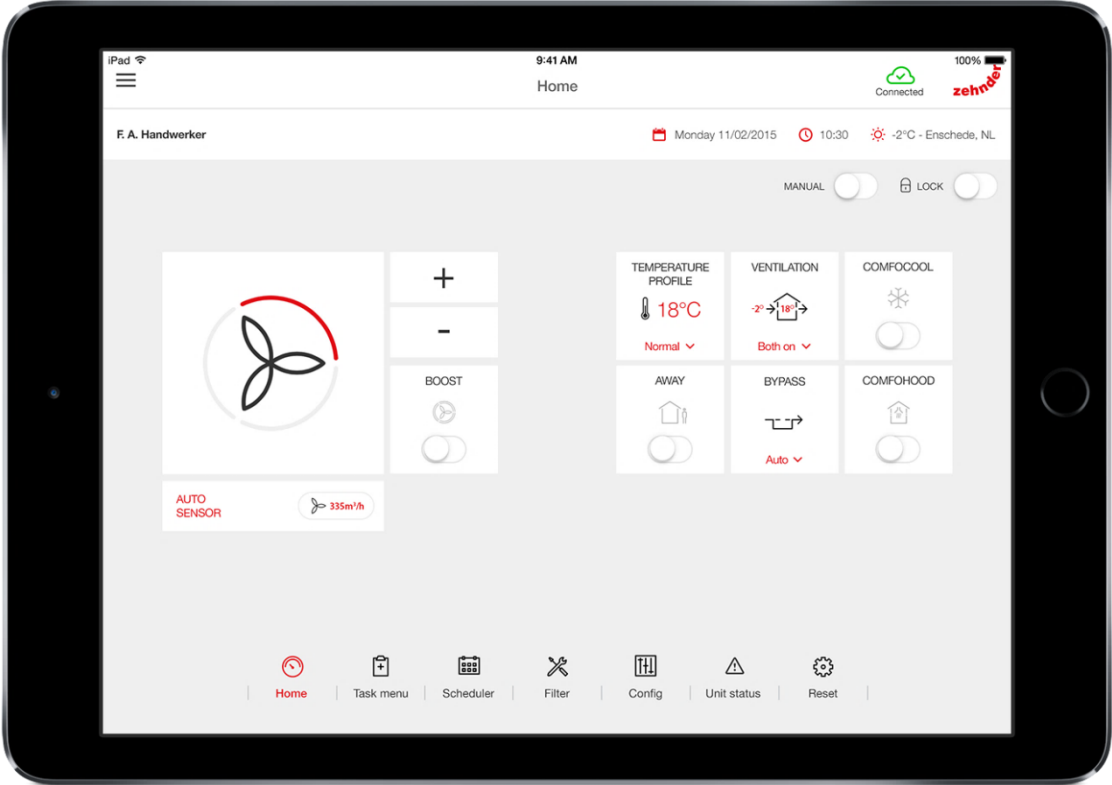 iPad
9:41 AM
100%
Home
Connected
zehnder
F. A. Handwerker
Monday 11/02/2015
10:30
-2°C - Enschede, NL
MANUAL
LOCK
+
-
BOOST
TEMPERATURE
PROFILE
18°C
Normal
VENTILATION
-2° 18°
Both on
COMFOCOOL
AWAY
BYPASS
Auto
COMFOHOOD
AUTO
SENSOR
335m³/h
Home
Task menu
Scheduler
Filter
Config
Unit status
Reset